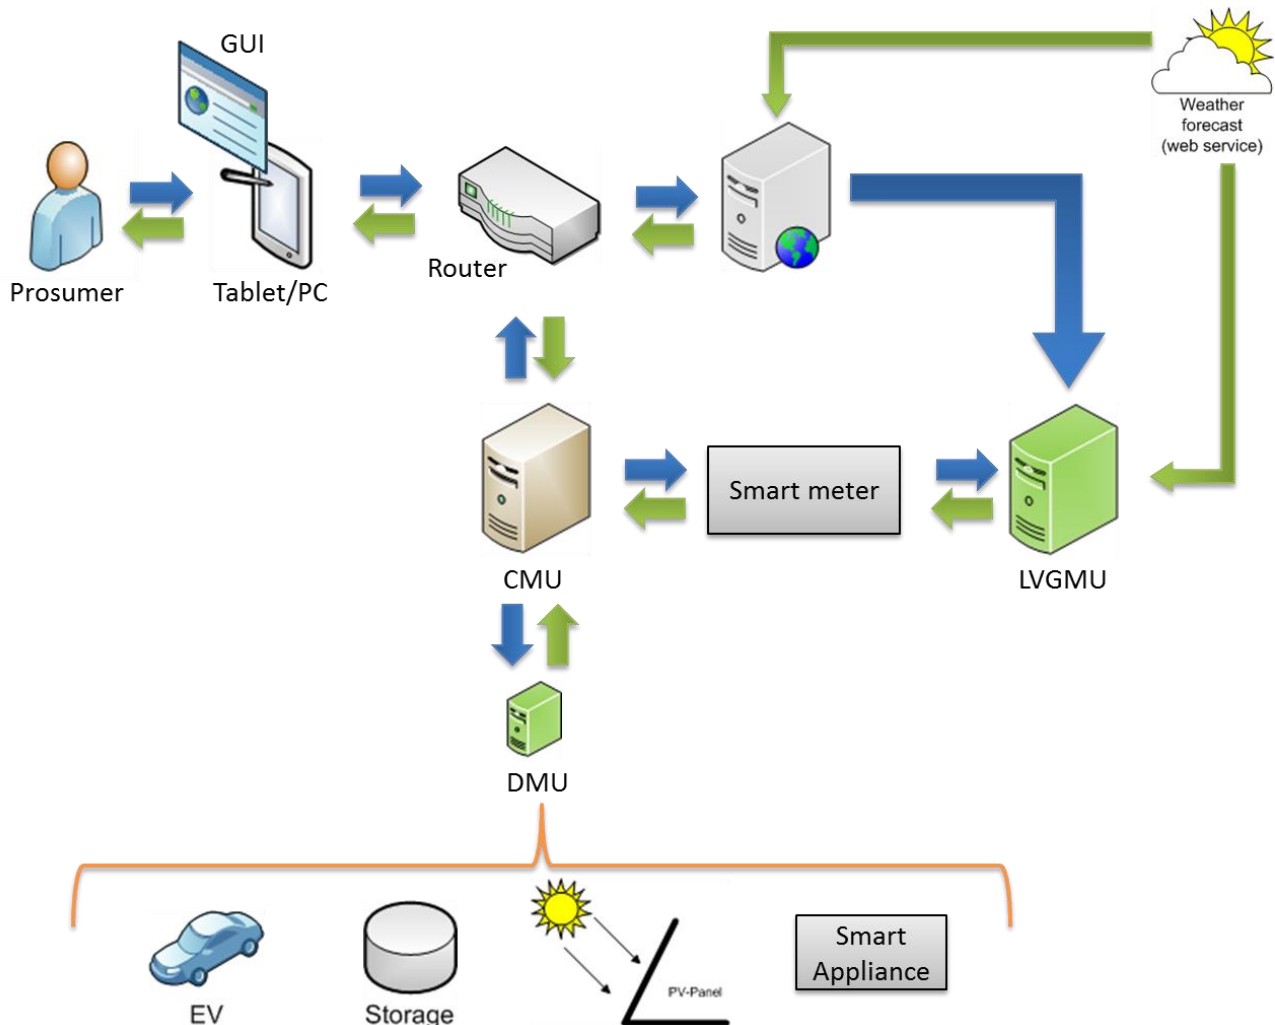 GUI
Weather
forecast
(web service)
Router
Prosumer
Tablet/PC
Smart meter
CMU
LVGMU
DMU
Smart
Appliance
PV-Panel
EV
Storage